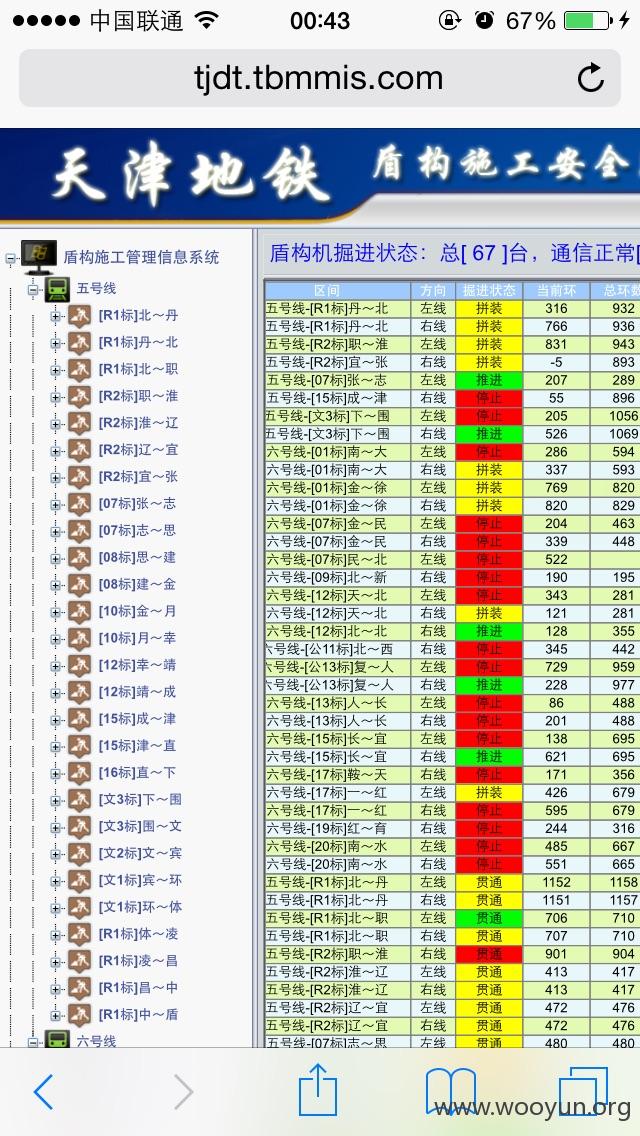 中国联通 00:43 67%
tjdt.tbmmis.com
天津地铁 盾构施工安全
盾构施工管理信息系统
五号线
[R1标]北～丹
[R1标]丹～北
[R1标]北～职
[R2标]职～淮
[R2标]淮～辽
[R2标]辽～宜
[R2标]宜～张
[07标]张～志
[07标]志～思
[08标]思～建
[08标]建～金
[10标]金～月
[10标]月～幸
[12标]幸～靖
[12标]靖～成
[15标]成～津
[15标]津～直
[16标]直～下
[文3标]下～围
[文3标]围～文
[文2标]文～宾
[文1标]宾～环
[文1标]环～体
[R1标]体～凌
[R1标]凌～昌
[R1标]昌～中
[R1标]中～盾
六号线
盾构机掘进状态：总[ 67 ]台，通信正常[
区间 方向 掘进状态 当前环 总环数
五号线-[R1标]丹～北 左线 拼装 316 932
五号线-[R1标]丹～北 右线 拼装 766 936
五号线-[R2标]职～淮 左线 拼装 831 943
五号线-[R2标]宜～张 右线 拼装 -5 893
五号线-[07标]张～志 左线 推进 207 289
五号线-[15标]成～津 右线 停止 55 896
五号线-[文3标]下～围 左线 停止 205 1056
五号线-[文3标]下～围 右线 推进 526 1069
六号线-[01标]南～大 左线 停止 286 594
六号线-[01标]南～大 右线 拼装 337 593
六号线-[01标]金～徐 左线 拼装 769 820
六号线-[01标]金～徐 右线 拼装 820 829
六号线-[07标]金～民 左线 停止 204 463
六号线-[07标]金～民 右线 停止 339 448
六号线-[07标]民～北 左线 停止 522
六号线-[09标]北～新 右线 停止 190 195
六号线-[12标]天～北 左线 停止 343 281
六号线-[12标]天～北 右线 拼装 121 281
六号线-[12标]北～北 右线 推进 128 355
六号线-[公11标]北～西 右线 停止 345 442
六号线-[公13标]复～人 左线 停止 729 959
六号线-[公13标]复～人 右线 推进 228 977
六号线-[13标]人～长 左线 停止 86 488
六号线-[13标]人～长 右线 停止 201 488
六号线-[15标]长～宜 左线 停止 138 695
六号线-[15标]长～宜 右线 推进 621 695
六号线-[17标]鞍～天 右线 停止 171 356
六号线-[17标]一～红 左线 拼装 426 679
六号线-[17标]一～红 右线 停止 595 679
六号线-[19标]红～育 右线 停止 244 316
六号线-[20标]南～水 左线 停止 485 667
六号线-[20标]南～水 右线 停止 551 665
五号线-[R1标]北～丹 左线 贯通 1152 1158
五号线-[R1标]北～丹 右线 贯通 1151 1157
五号线-[R1标]北～职 左线 贯通 706 710
五号线-[R1标]北～职 右线 贯通 707 710
五号线-[R2标]职～淮 右线 贯通 901 904
五号线-[R2标]淮～辽 左线 贯通 413 417
五号线-[R2标]淮～辽 右线 贯通 413 417
五号线-[R2标]辽～宜 左线 贯通 472 476
五号线-[R2标]辽～宜 右线 贯通 472 476
五号线-[07标]志～思 左线 贯通 480 480
www.wooyun.org